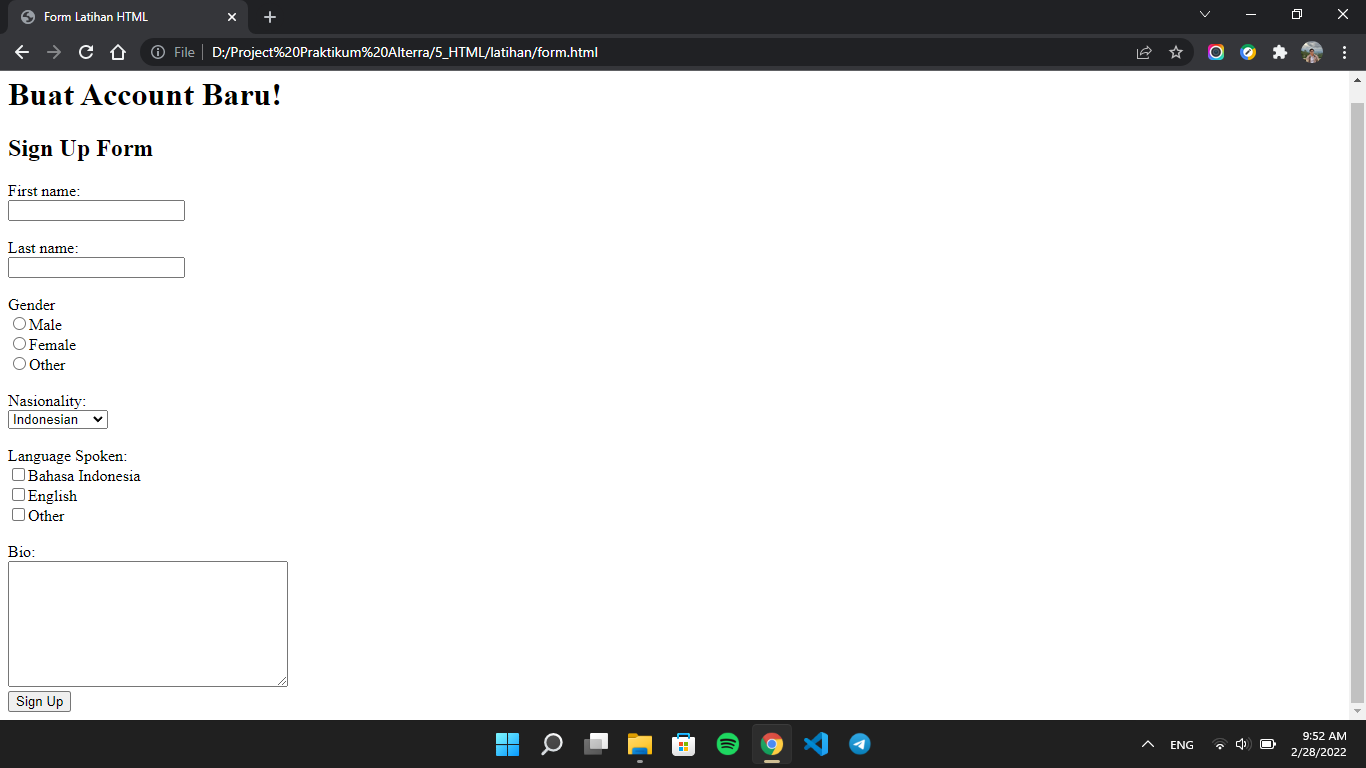 Form Latihan HTML
File D:/Project%20Praktikum%20Alterra/5_HTML/latihan/form.html
Buat Account Baru!
Sign Up Form
First name:
Last name:
Gender
Male
Female
Other
Nasionality:
Indonesian
Language Spoken:
Bahasa Indonesia
English
Other
Bio:
Sign Up
ENG
9:52 AM
2/28/2022